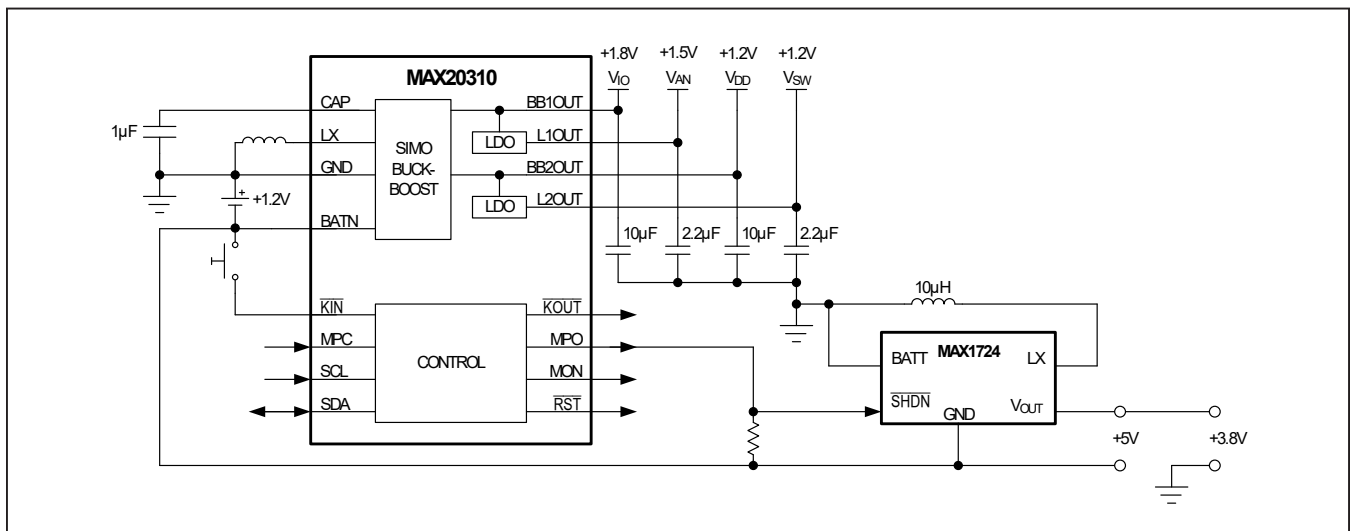 +1.8V +1.5V +1.2V +1.2V
VIO VAN VDD VSW
MAX20310
CAP BB1OUT
1µF
LX LDO L1OUT
SIMO
BUCK-
BOOST
GND BB2OUT
+ +1.2V
LDO L2OUT
BATN
10µF 2.2µF 10µF 2.2µF
10µH
KIN KOUT
MPC MPO
CONTROL
SCL MON
SDA RST
MAX1724
BATT LX
SHDN
GND VOUT
+5V +3.8V